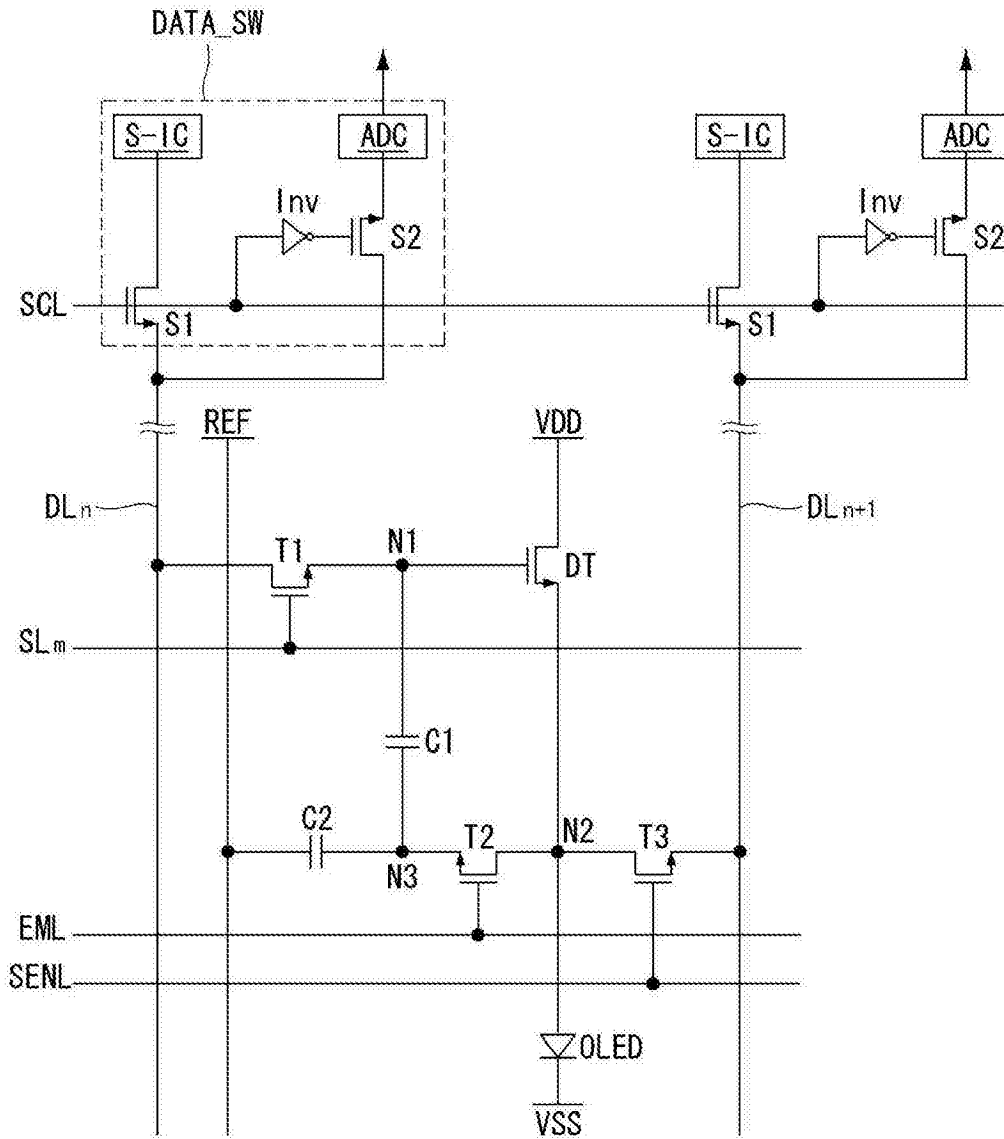 DATA_SW
S-IC ADC S-IC ADC
Inv S2 Inv S2
SCL S1 S1
REF VDD
DLn DLn+1
T1 N1 DT
SLm
C1
C2 T2 N2 T3
N3
EML
SENL
OLED
VSS